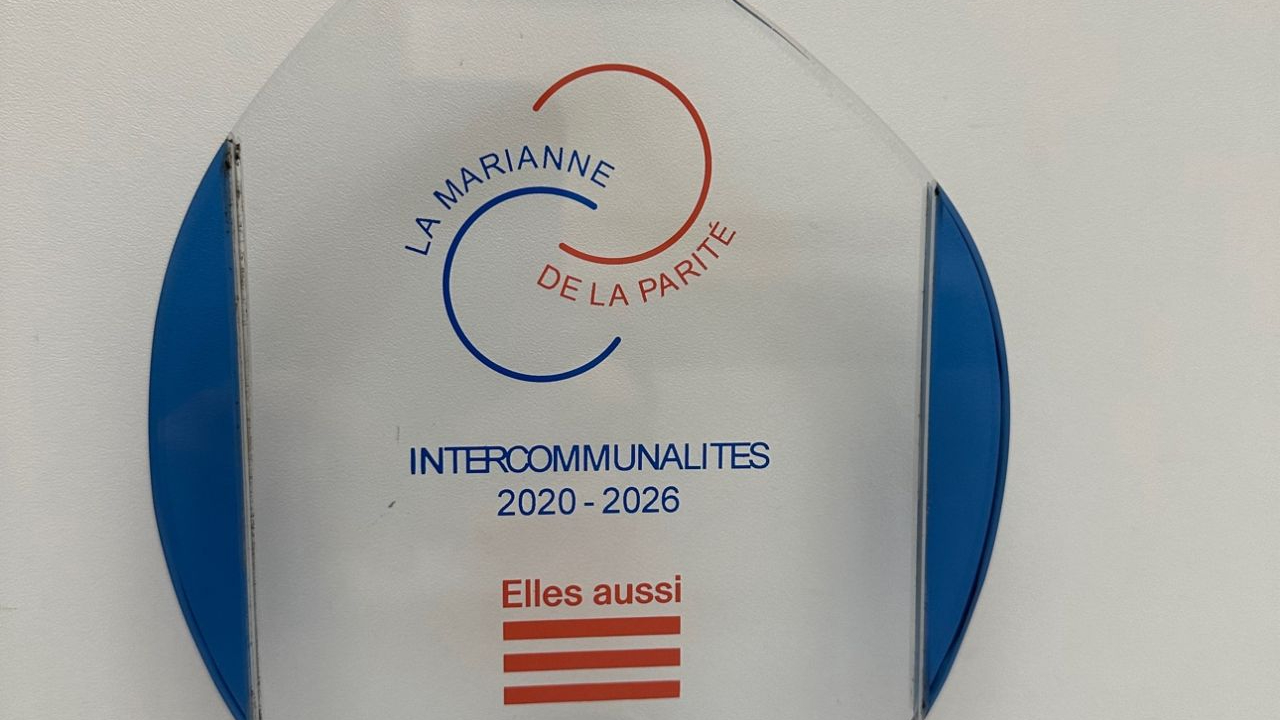 LA MARIANNE
DE LA PARITÉ
INTERCOMMUNALITES
2020 - 2026
Elles aussi